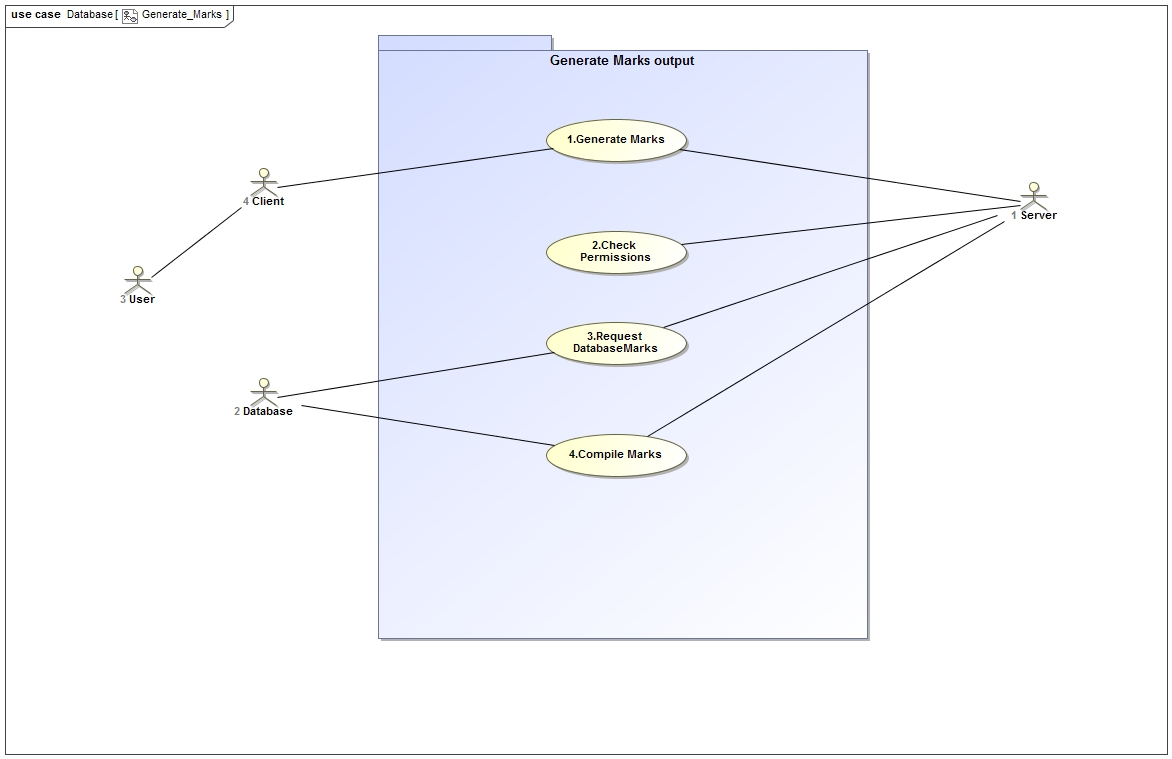 use case Database [ Generate_Marks ]
Generate Marks output
1.Generate Marks
4 Client
1 Server
2.Check
Permissions
3 User
3.Request
DatabaseMarks
2 Database
4.Compile Marks